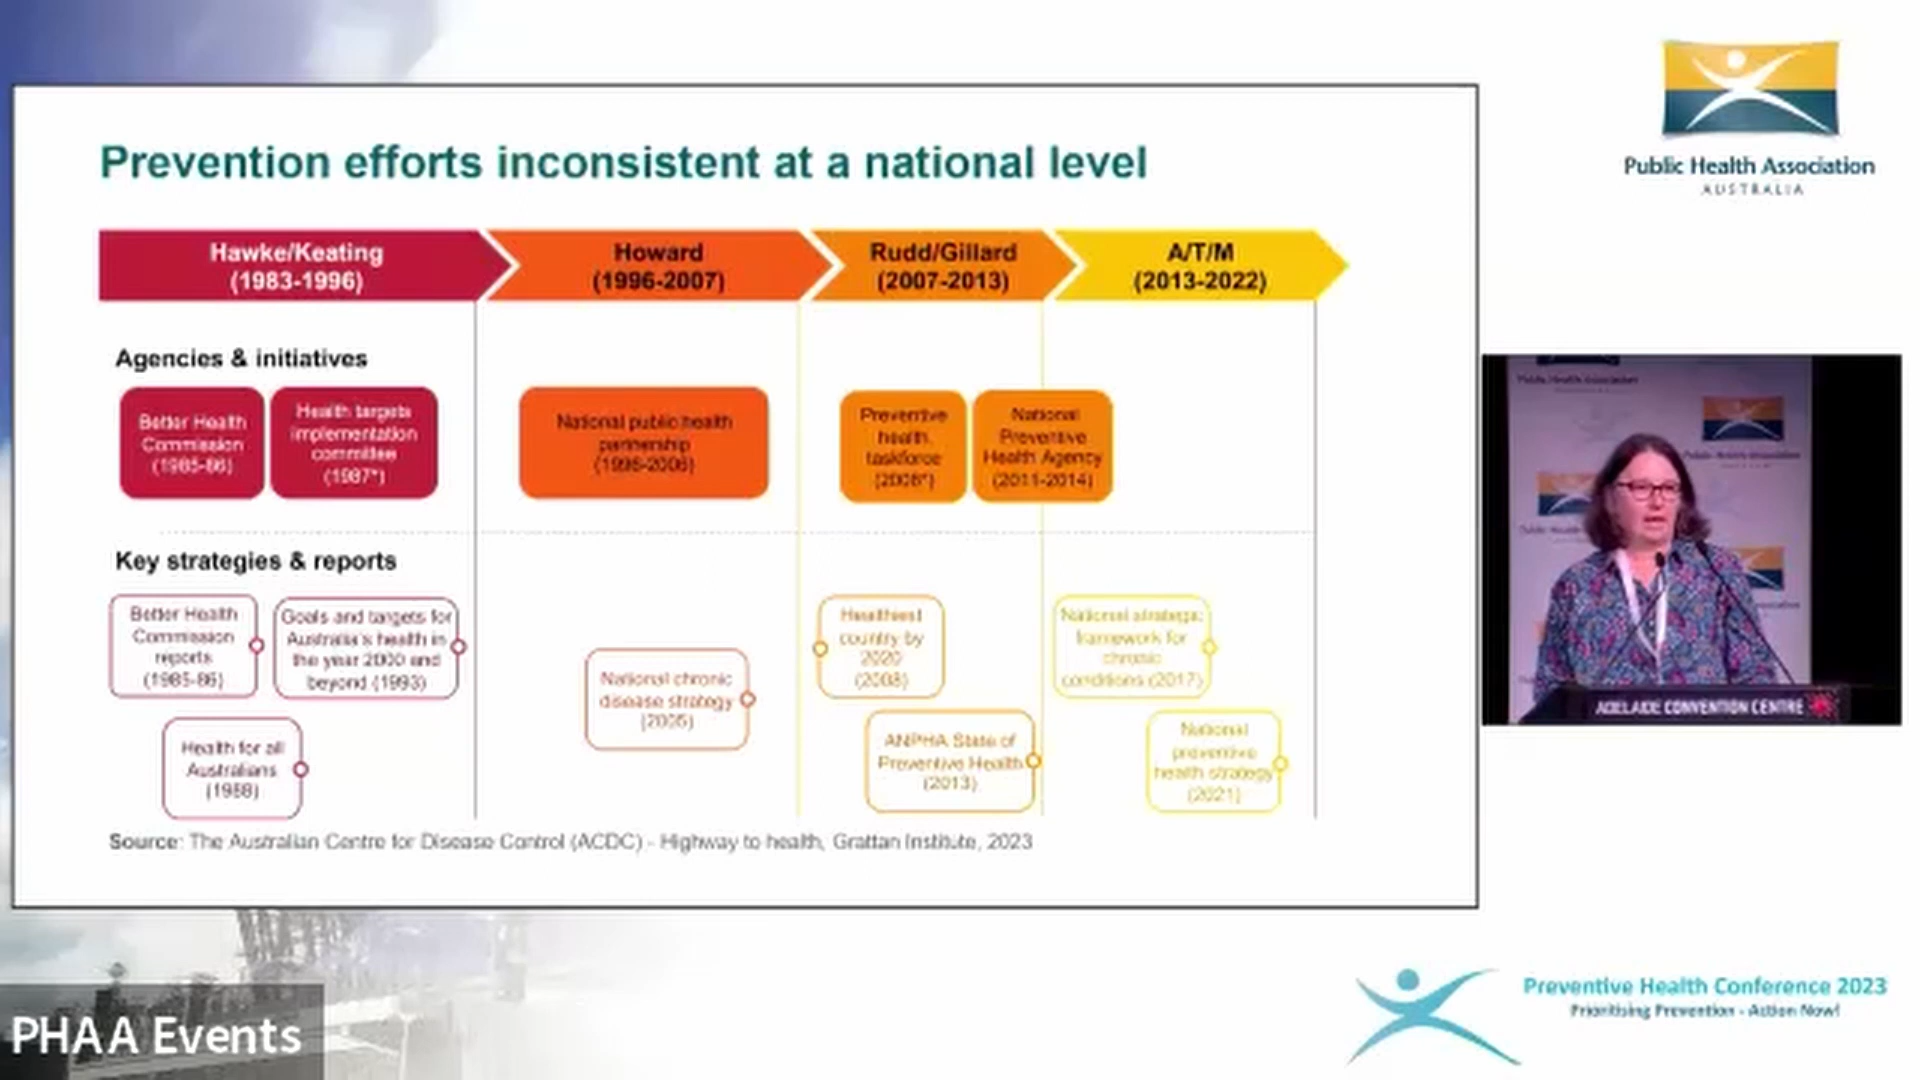 Prevention efforts inconsistent at a national level
Hawke/Keating
(1983-1996)
Howard
(1996-2007)
Rudd/Gillard
(2007-2013)
A/T/M
(2013-2022)
Agencies & initiatives
Better Health
Commission
(1985-86)
Health targets
implementation
committee
(1987*)
National public health
partnership
(1996-2006)
Preventive
health
taskforce
(2008*)
National
Preventive
Health Agency
(2011-2014)
Key strategies & reports
Better Health
Commission
reports
(1985-86)
Goals and targets for
Australia's health in
the year 2000 and
beyond (1993)
Health for all
Australians
(1988)
National chronic
disease strategy
(2005)
Healthiest
country by
2020
(2008)
ANPHA State of
Preventive Health
(2013)
National strategic
framework for
chronic
conditions (2017)
National
preventive
health strategy
(2021)
Source: The Australian Centre for Disease Control (ACDC) - Highway to health, Grattan Institute, 2023
Public Health Association
AUSTRALIA
Public Health Association
ADELAIDE CONVENTION CENTRE
Preventive Health Conference 2023
Prioritising Prevention - Action Now!
PHAA Events